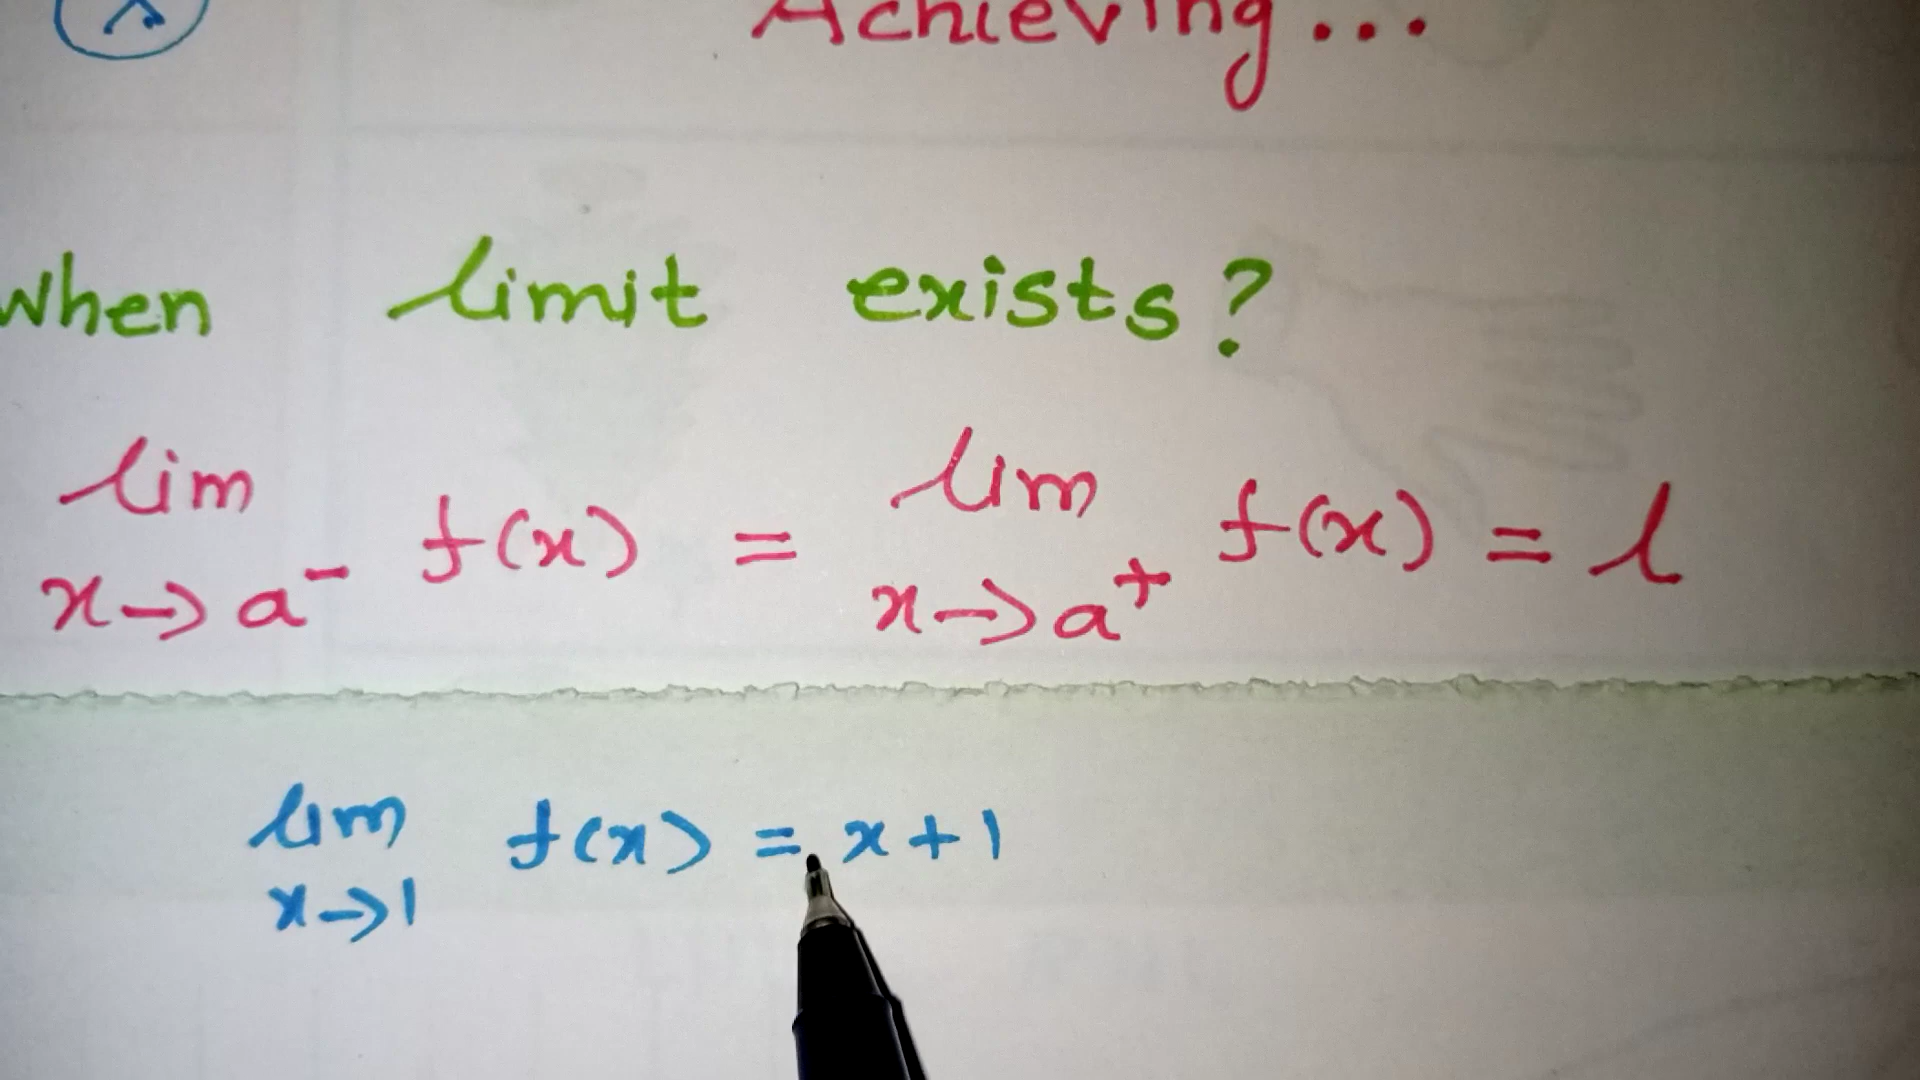 Achieving...
When limit exists?
lim x→a⁻ f(x) = lim x→a⁺ f(x) = l
lim x→1 f(x) = x+1